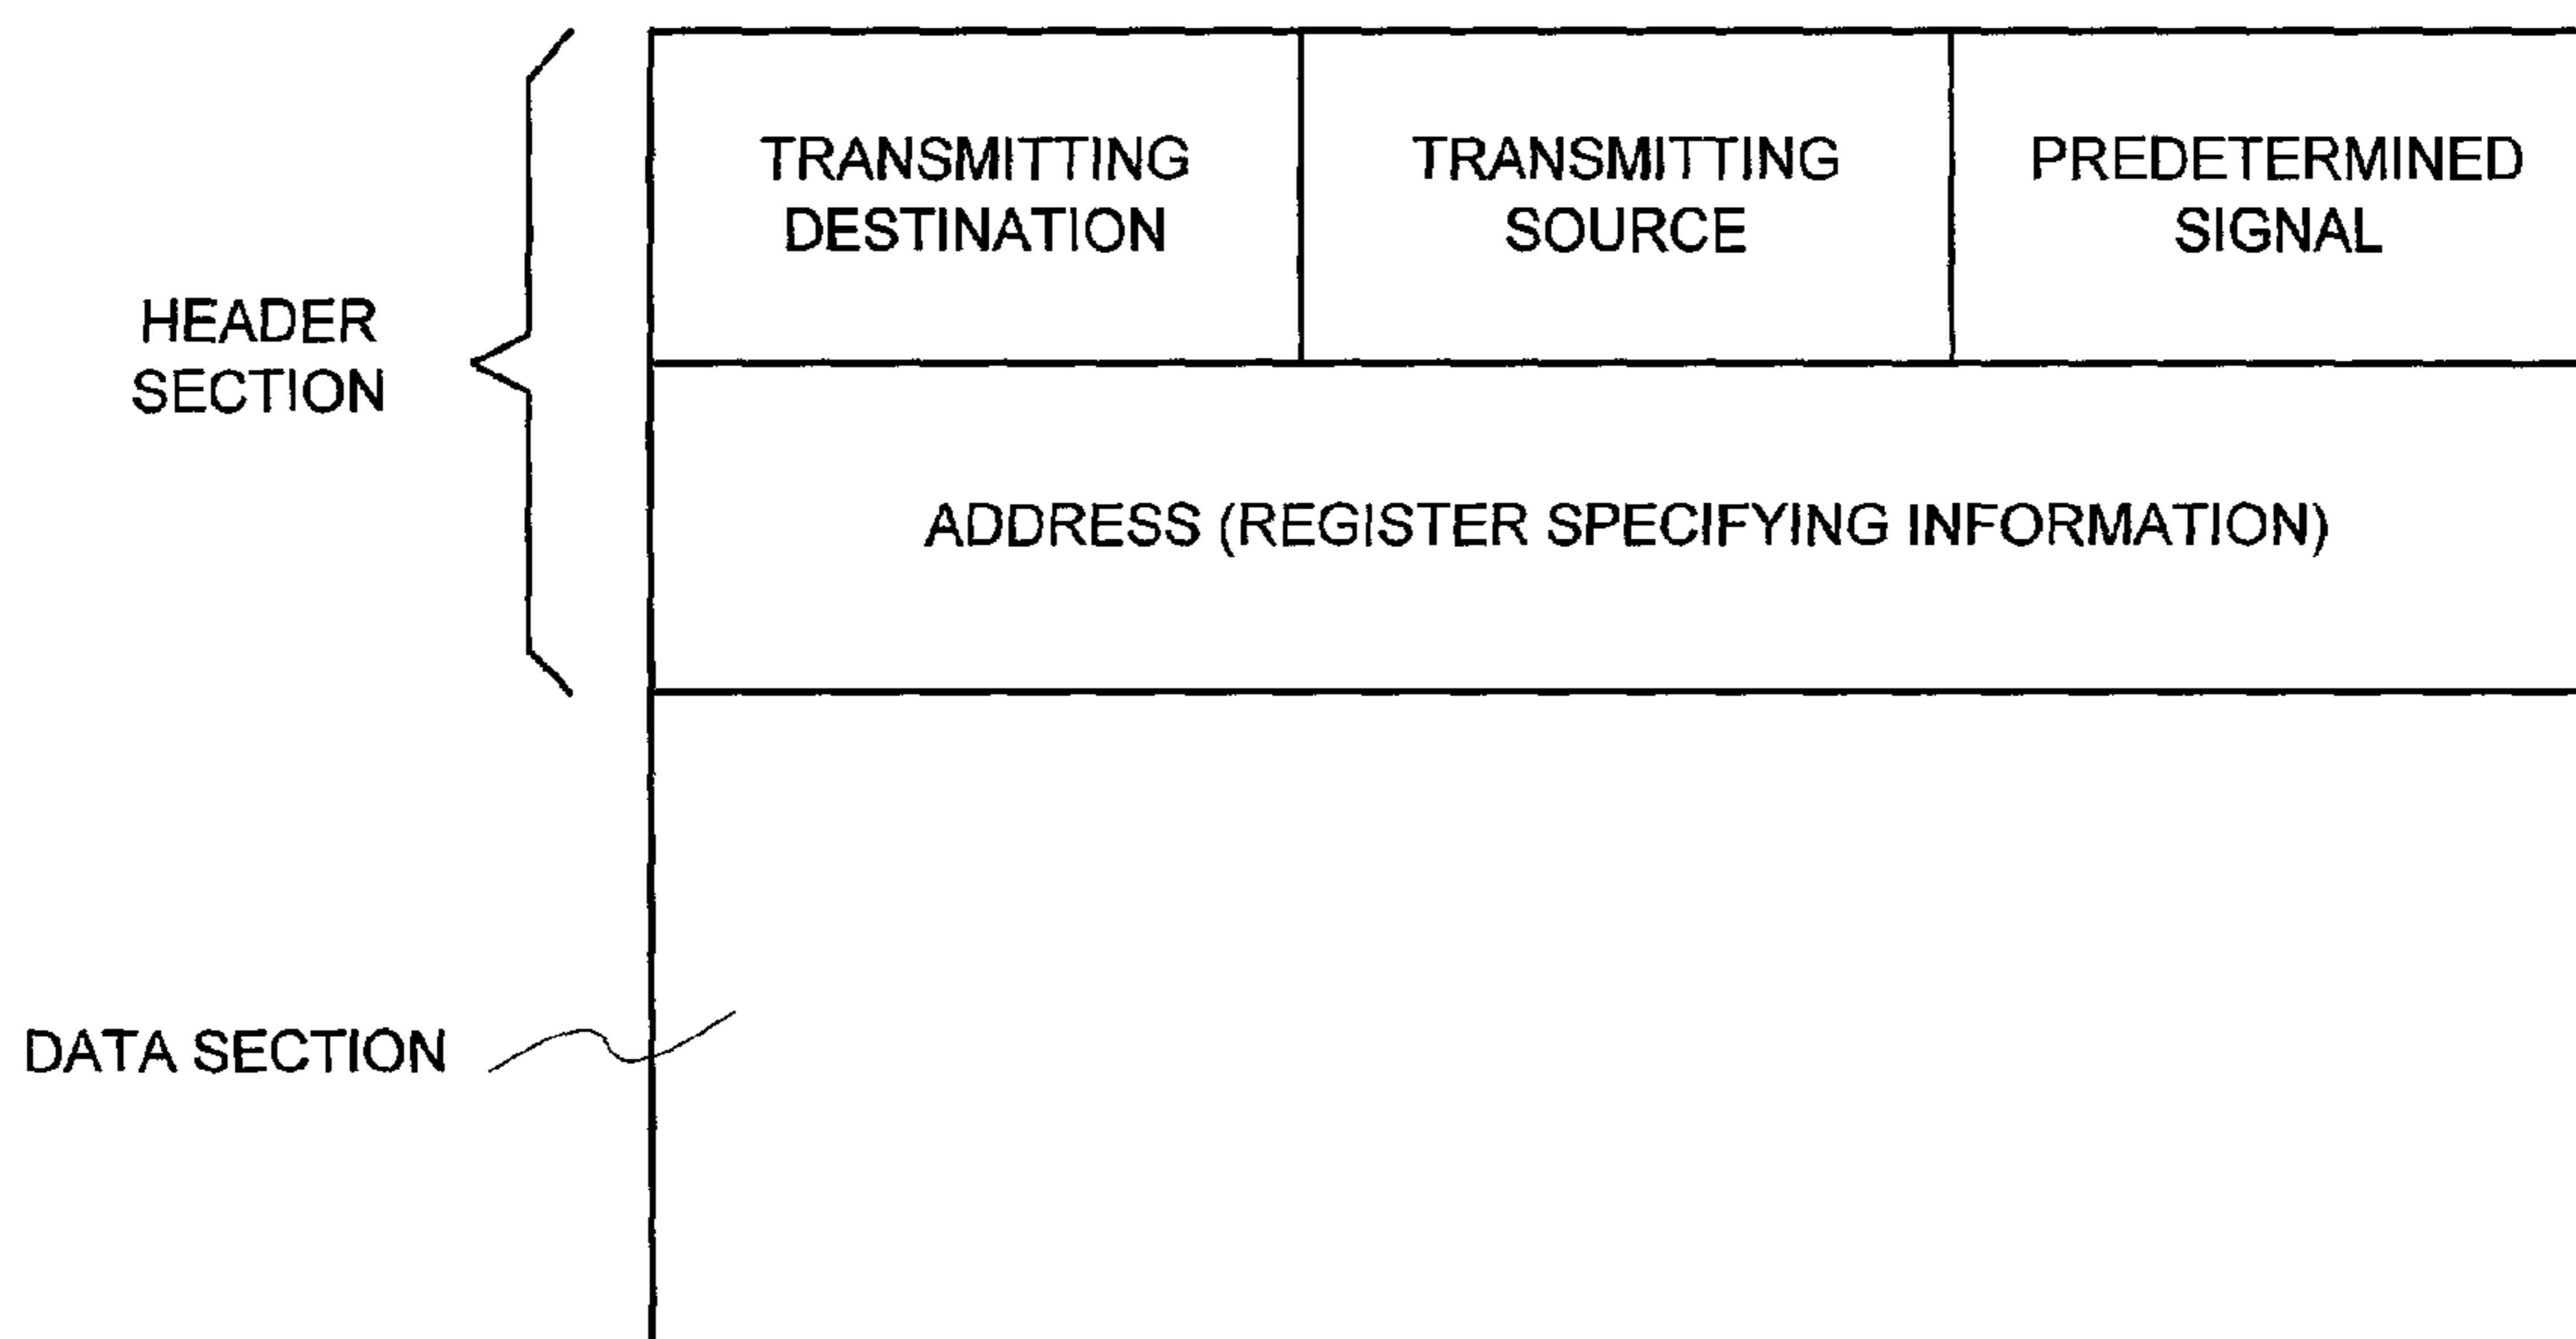 TRANSMITTING
DESTINATION
TRANSMITTING
SOURCE
PREDETERMINED
SIGNAL
HEADER
SECTION
ADDRESS (REGISTER SPECIFYING INFORMATION)
DATA SECTION